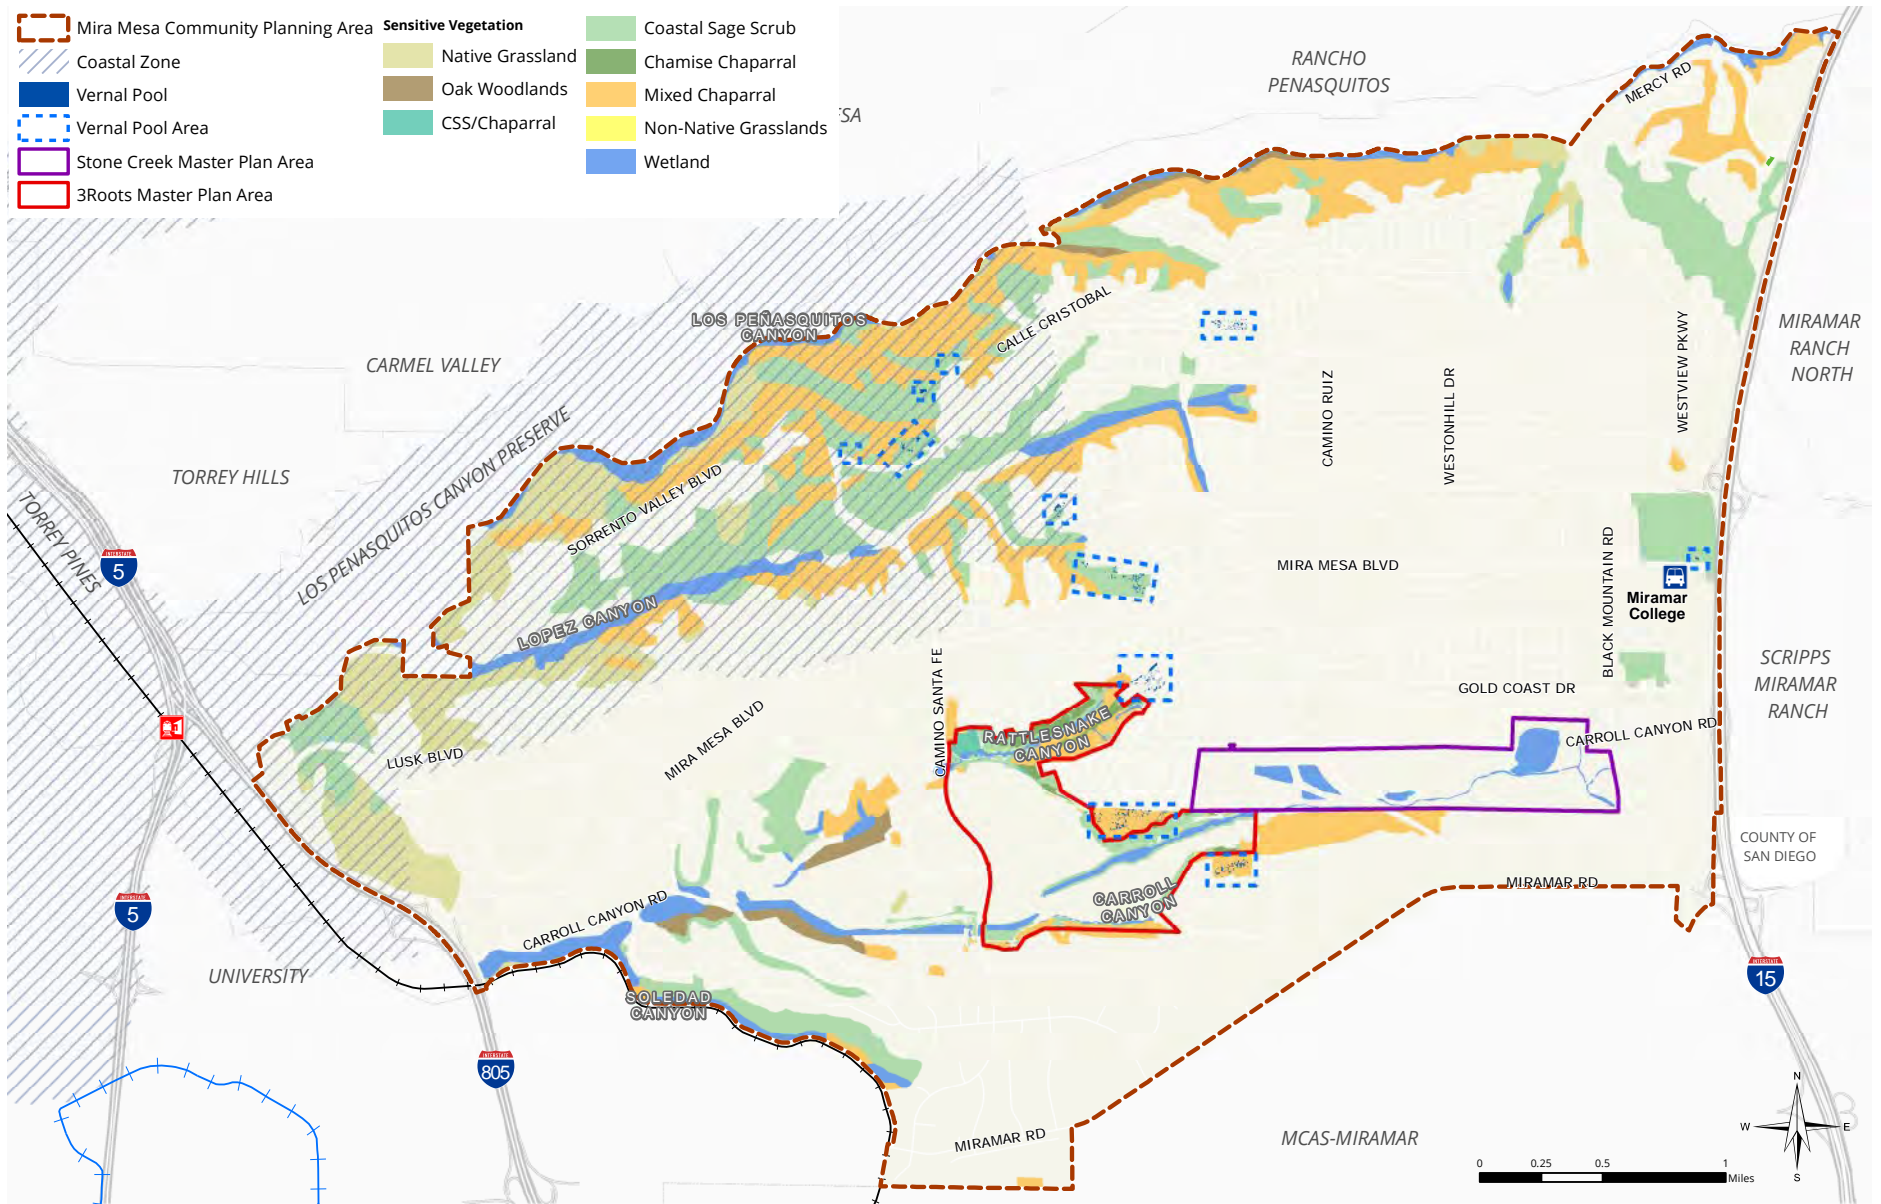 Mira Mesa Community Planning Area
Coastal Zone
Vernal Pool
Vernal Pool Area
Stone Creek Master Plan Area
3Roots Master Plan Area
Sensitive Vegetation
Native Grassland
Oak Woodlands
CSS/Chaparral
Coastal Sage Scrub
Chamise Chaparral
Mixed Chaparral
Non-Native Grasslands
Wetland
ESA
RANCHO
PENASQUITOS
MERCY RD
LOS PEÑASQUITOS
CANYON
CALLE CRISTOBAL
CARMEL VALLEY
MIRAMAR
RANCH
NORTH
WESTVIEW PKWY
CAMINO RUIZ
WESTONHILL DR
TORREY HILLS
LOS PENASQUITOS CANYON PRESERVE
SORRENTO VALLEY BLVD
TORREY PINES
INTERSTATE
5
MIRA MESA BLVD
BLACK MOUNTAIN RD
Miramar
College
LOPEZ CANYON
CAMINO SANTA FE
GOLD COAST DR
SCRIPPS
MIRAMAR
RANCH
RATTLESNAKE
CANYON
CARROLL CANYON RD
LUSK BLVD
MIRA MESA BLVD
COUNTY OF
SAN DIEGO
MIRAMAR RD
CARROLL
CANYON
INTERSTATE
5
CARROLL CANYON RD
UNIVERSITY
INTERSTATE
15
SOLEDAD
CANYON
INTERSTATE
805
MIRAMAR RD
MCAS-MIRAMAR
N
W
E
S
0
0.25
0.5
1
Miles